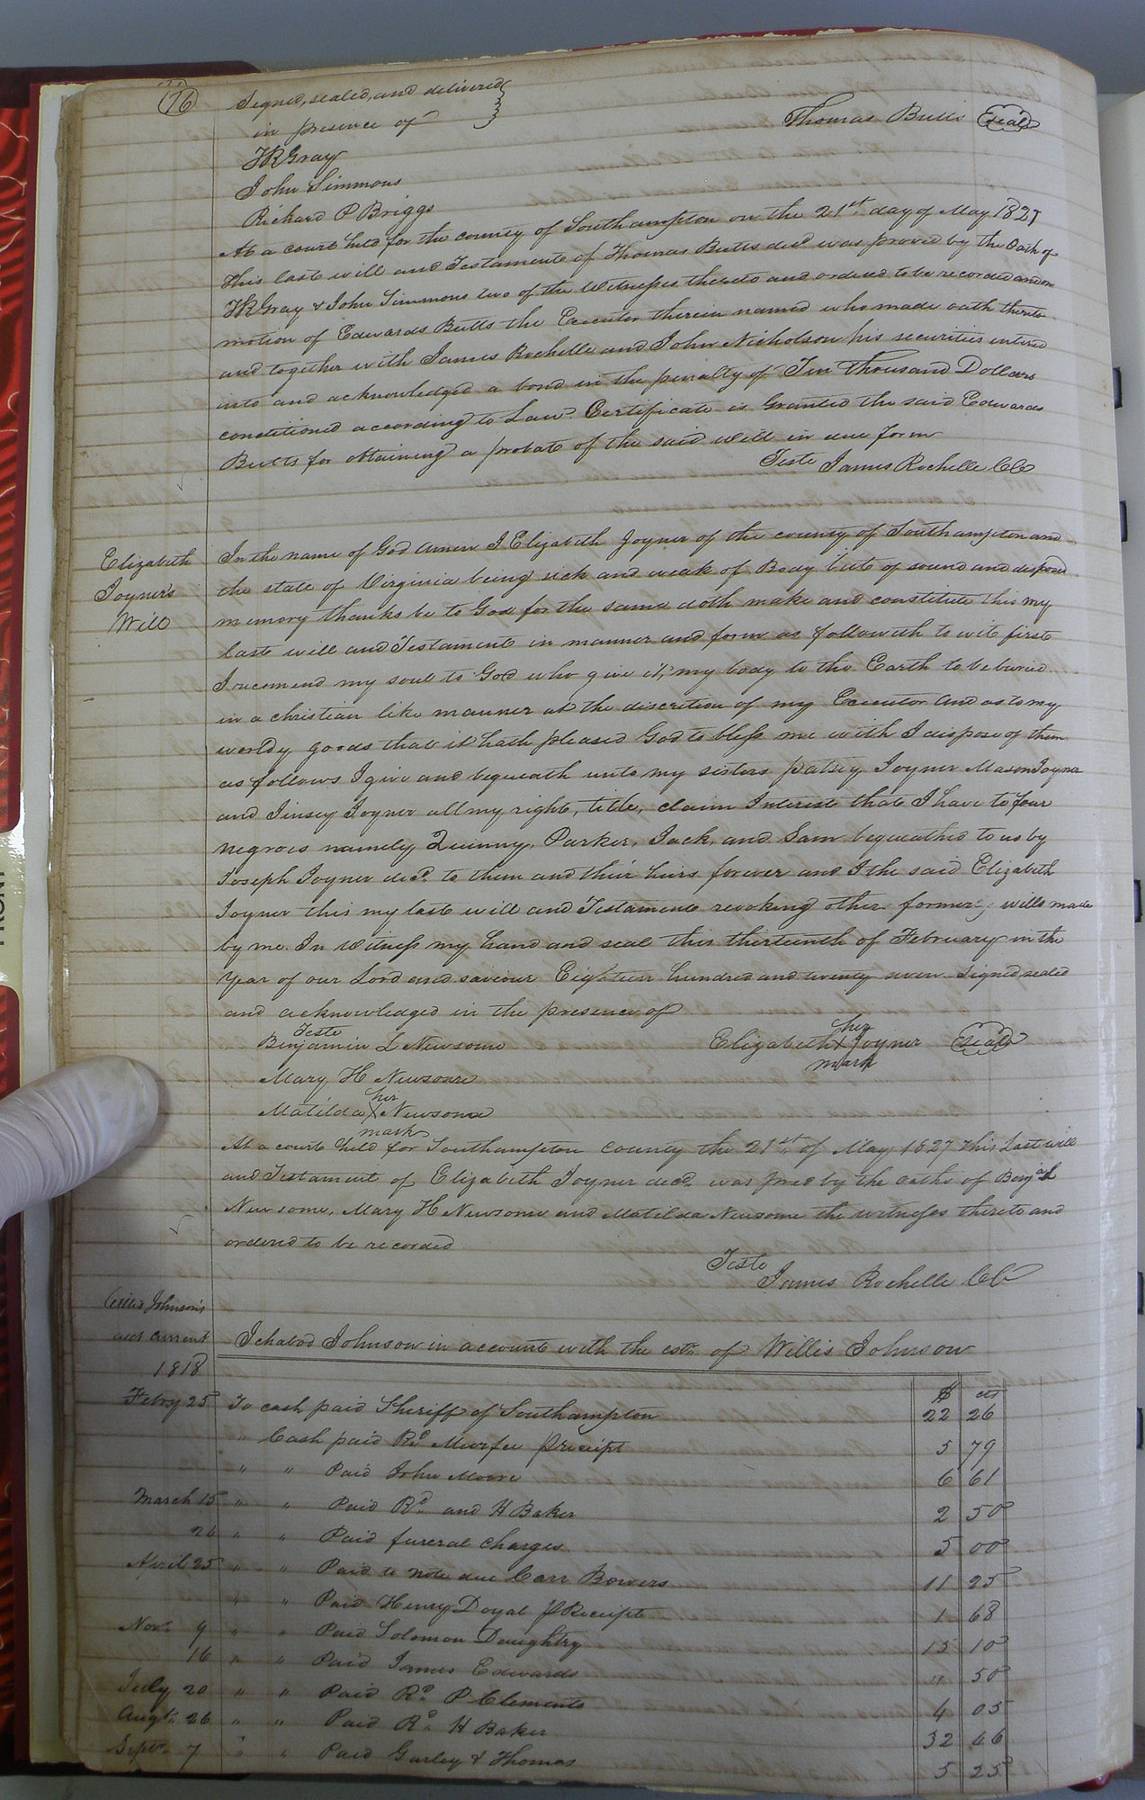 176
Signed, sealed, and delivered
in presence of
Thomas Butts seal
TR Gray
John Simmons
Richard P Briggs
At a court held for the county of Southampton on the 21st day of May 1827
This last will and Testament of Thomas Butts decd was proved by the Oath of
TR Gray & John Simmons two of the Witnesses thereto and ordered to be recorded and on
motion of Edwards Butts the Executor therein named who made oath thereto
and together with James Rochelle and John Nicholson his securities entered
into and acknowledged a bond in the penalty of Ten Thousand Dollars
conditioned according to Law Certificate is Granted the said Edwards
Butts for obtaining a probate of the said will in due form
Teste James Rochelle CC
Elizabeth
Joyner's
Will
In the name of God Amen I Elizabeth Joyner of the county of Southampton and
the state of Virginia being sick and weak of Body but of sound and disposd
memory thanks be to God for the same doth make and constitute this my
last will and Testament in manner and form as followeth to wit first
I recomend my soul to God who give it, my body to the Earth to be buried
in a christian like manner at the discretion of my Executor and as to my
worldy goods that it hath pleased God to bless me with I dispose of them
as follows I give and bequeath unto my sisters patsey Joyner Mason Joyner
and Jinsey Joyner all my right, title, claim Interest that I have to four
negroes namely Quinny, Parker, Jack, and Sam bequeathed to us by
Joseph Joyner decd. to them and their heirs forever and I the said Elizabeth
Joyner this my last will and Testament revoking other former wills made
by me. In witness my hand and seal this thirteenth of February in the
year of our Lord and saviour Eighteen hundred and twenty seven Signed sealed
and acknowledged in the presence of
Teste
Benjamin L Newsome
Elizabeth her X mark Joyner seal
Mary H Newsome
Matilda her X mark Newsome
At a court held for Southampton county the 21st of May 1827 This Last will
and Testament of Elizabeth Joyner decd. was proved by the oaths of Benja L
Newsome, Mary H Newsome and Matilda Newsome the witnesses thereto and
ordered to be recorded
Teste
James Rochelle CC
Willis Johnson's
acct current
Ichabod Johnson in account with the estn. of Willis Johnson
1818
$ cts
Feby 25 To cash paid Sheriff of Southampton 22 26
" Cash paid Rd. Murfee p receipt 5 79
" " Paid John Moore 6 61
March 15 " " Paid Rd. and H Baker 2 50
26 " " Paid funeral charges 5 00
April 25 " " Paid a note due Carr Bowers 11 25
" " Paid Henry Doyal p Receipt 1 68
Nov. 9 " " Paid Solomon Doughtry 15 10
16 " " Paid James Edwards " 50
July 20 " " Paid Rd. P Clements 4 05
Augt. 26 " " Paid Rd. H Baker 32 66
Sept. 7 " " Paid Gurley & Thomas 5 25